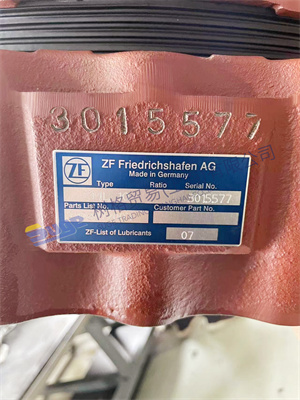 3015577
ZF
ZF Friedrichshafen AG
Made in Germany
Type Ratio Serial No.
3015577
Parts List No. Customer Part No.
ZF-List of Lubricants 07